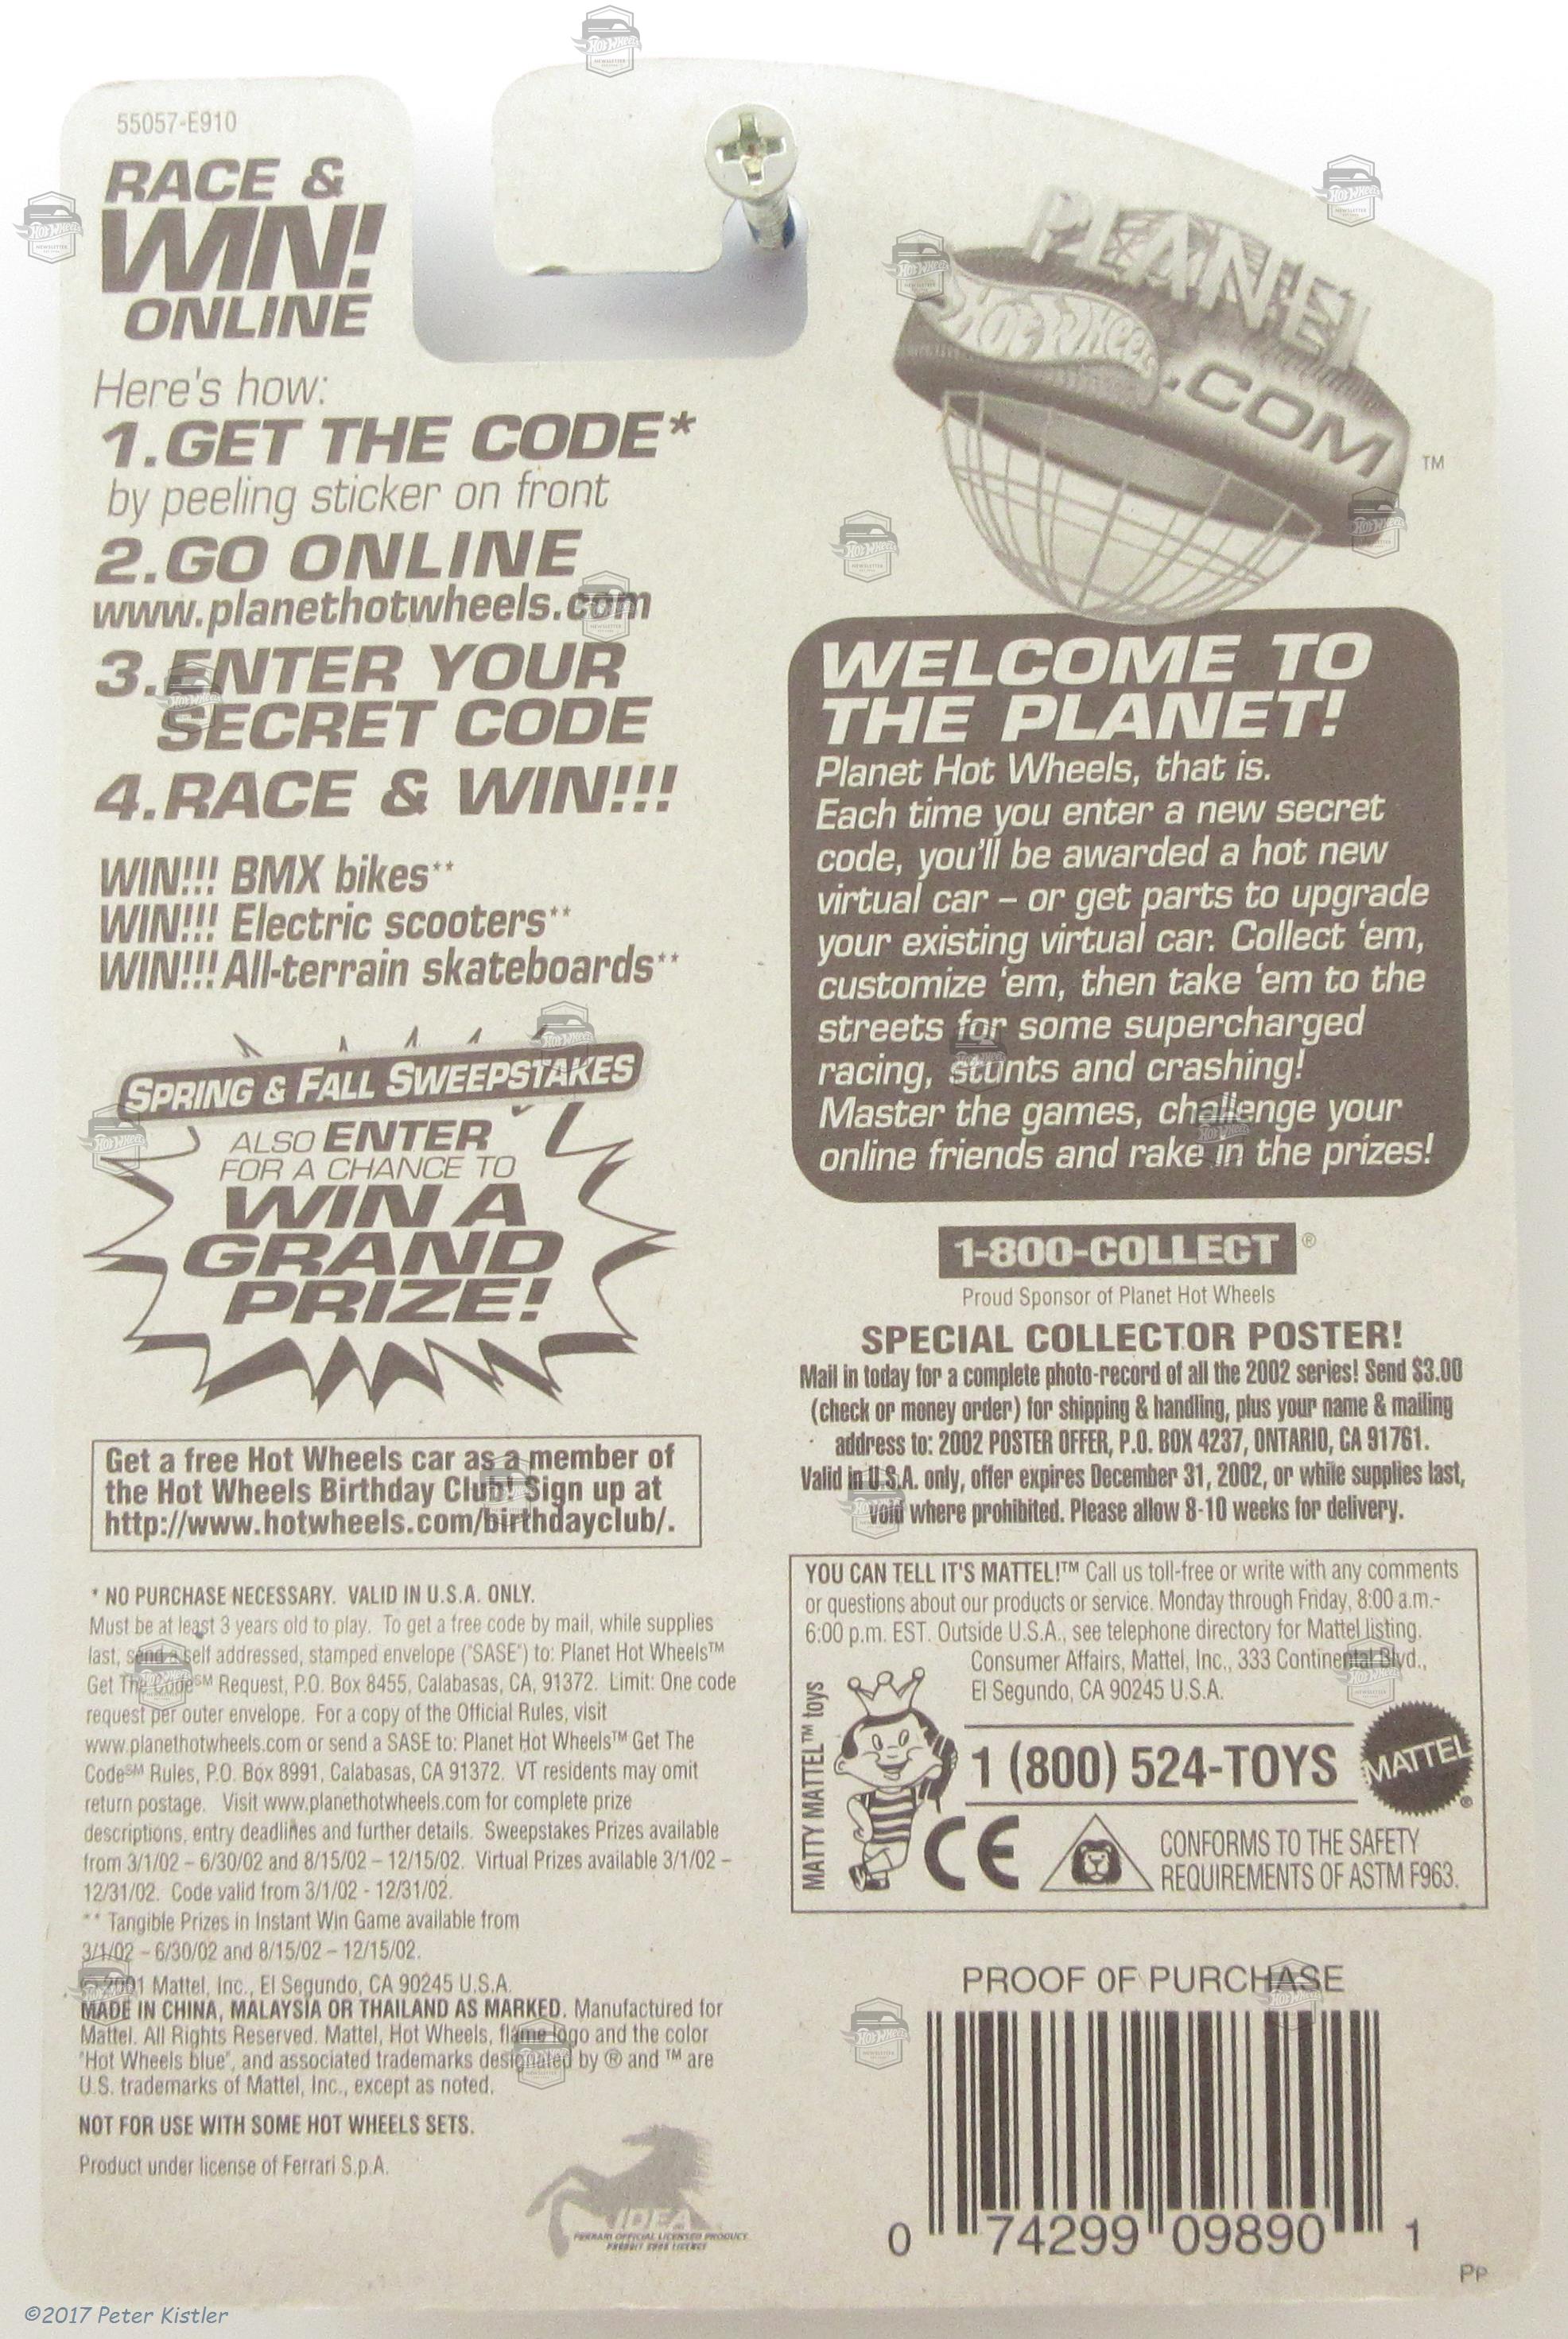 55057-E910
RACE &
WIN!
ONLINE
Here's how:
1.GET THE CODE*
by peeling sticker on front
2.GO ONLINE
www.planethotwheels.com
3.ENTER YOUR
SECRET CODE
4.RACE & WIN!!!
WIN!!! BMX bikes**
WIN!!! Electric scooters**
WIN!!! All-terrain skateboards**
SPRING & FALL SWEEPSTAKES
ALSO ENTER
FOR A CHANCE TO
WIN A
GRAND
PRIZE!
Get a free Hot Wheels car as a member of
the Hot Wheels Birthday Club! Sign up at
http://www.hotwheels.com/birthdayclub/.
* NO PURCHASE NECESSARY. VALID IN U.S.A. ONLY.
Must be at least 3 years old to play. To get a free code by mail, while supplies
last, send a self addressed, stamped envelope ("SASE") to: Planet Hot Wheels™
Get The Code℠ Request, P.O. Box 8455, Calabasas, CA, 91372. Limit: One code
request per outer envelope. For a copy of the Official Rules, visit
www.planethotwheels.com or send a SASE to: Planet Hot Wheels™ Get The
Code℠ Rules, P.O. Box 8991, Calabasas, CA 91372. VT residents may omit
return postage. Visit www.planethotwheels.com for complete prize
descriptions, entry deadlines and further details. Sweepstakes Prizes available
from 3/1/02 – 6/30/02 and 8/15/02 – 12/15/02. Virtual Prizes available 3/1/02 –
12/31/02. Code valid from 3/1/02 - 12/31/02.
** Tangible Prizes in Instant Win Game available from
3/1/02 – 6/30/02 and 8/15/02 – 12/15/02.
© 2001 Mattel, Inc., El Segundo, CA 90245 U.S.A.
MADE IN CHINA, MALAYSIA OR THAILAND AS MARKED. Manufactured for
Mattel. All Rights Reserved. Mattel, Hot Wheels, flame logo and the color
"Hot Wheels blue", and associated trademarks designated by ® and ™ are
U.S. trademarks of Mattel, Inc., except as noted.
NOT FOR USE WITH SOME HOT WHEELS SETS.
Product under license of Ferrari S.p.A.
IDEA
FERRARI OFFICIAL LICENSED PRODUCT
PRODUIT SOUS LICENCE
PLANET
HOT WHEELS
.COM
TM
WELCOME TO
THE PLANET!
Planet Hot Wheels, that is.
Each time you enter a new secret
code, you'll be awarded a hot new
virtual car – or get parts to upgrade
your existing virtual car. Collect 'em,
customize 'em, then take 'em to the
streets for some supercharged
racing, stunts and crashing!
Master the games, challenge your
online friends and rake in the prizes!
1-800-COLLECT ®
Proud Sponsor of Planet Hot Wheels
SPECIAL COLLECTOR POSTER!
Mail in today for a complete photo-record of all the 2002 series! Send $3.00
(check or money order) for shipping & handling, plus your name & mailing
address to: 2002 POSTER OFFER, P.O. BOX 4237, ONTARIO, CA 91761.
Valid in U.S.A. only, offer expires December 31, 2002, or while supplies last,
void where prohibited. Please allow 8-10 weeks for delivery.
YOU CAN TELL IT'S MATTEL!™ Call us toll-free or write with any comments
or questions about our products or service. Monday through Friday, 8:00 a.m.-
6:00 p.m. EST. Outside U.S.A., see telephone directory for Mattel listing.
Consumer Affairs, Mattel, Inc., 333 Continental Blvd.,
El Segundo, CA 90245 U.S.A.
MATTY MATTEL™ toys
1 (800) 524-TOYS
MATTEL
®
CE
CONFORMS TO THE SAFETY
REQUIREMENTS OF ASTM F963.
PROOF OF PURCHASE
0 74299 09890 1
PP
©2017 Peter Kistler